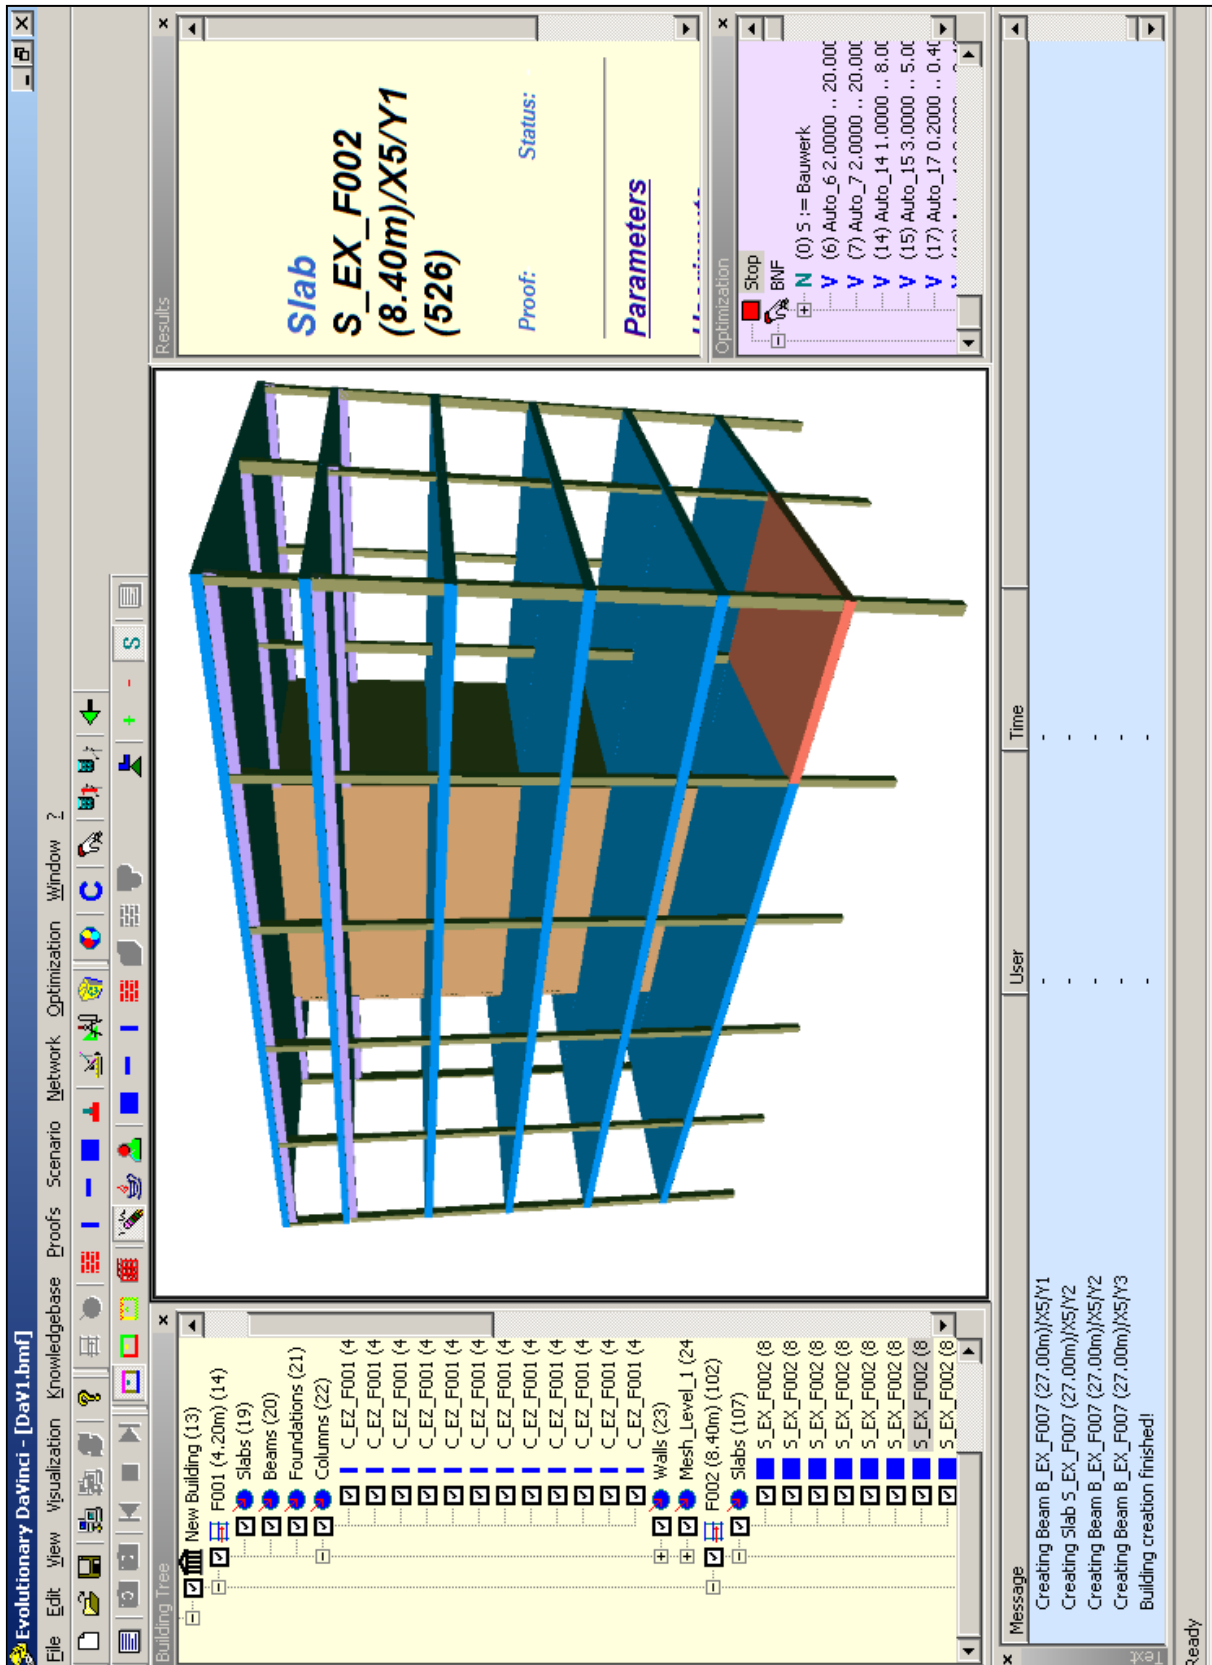 Evolutionary DaVinci - [DaV1.bmf]
File Edit View Visualization Knowledgebase Proofs Scenario Network Optimization Window ?
Building Tree
New Building (13)
F001 (4.20m) (14)
Slabs (19)
Beams (20)
Foundations (21)
Columns (22)
C_EZ_F001 (4
C_EZ_F001 (4
C_EZ_F001 (4
C_EZ_F001 (4
C_EZ_F001 (4
C_EZ_F001 (4
C_EZ_F001 (4
C_EZ_F001 (4
C_EZ_F001 (4
C_EZ_F001 (4
C_EZ_F001 (4
C_EZ_F001 (4
Walls (23)
Mesh_Level_1 (24
F002 (8.40m) (102)
Slabs (107)
S_EX_F002 (8
S_EX_F002 (8
S_EX_F002 (8
S_EX_F002 (8
S_EX_F002 (8
S_EX_F002 (8
S_EX_F002 (8
S_EX_F002 (8
Results
Slab
S_EX_F002
(8.40m)/X5/Y1
(526)
Proof: Status:
Parameters
Optimization
Stop
BNF
(0) S := Bauwerk
(6) Auto_6 2.0000 .. 20.000
(7) Auto_7 2.0000 .. 20.000
(14) Auto_14 1.0000 .. 8.00
(15) Auto_15 3.0000 .. 5.00
(17) Auto_17 0.2000 .. 0.40
Message User Time
Creating Beam B_EX_F007 (27.00m)/X5/Y1 - -
Creating Slab S_EX_F007 (27.00m)/X5/Y2 - -
Creating Beam B_EX_F007 (27.00m)/X5/Y2 - -
Creating Beam B_EX_F007 (27.00m)/X5/Y3 - -
Building creation finished! - -
Text
Ready